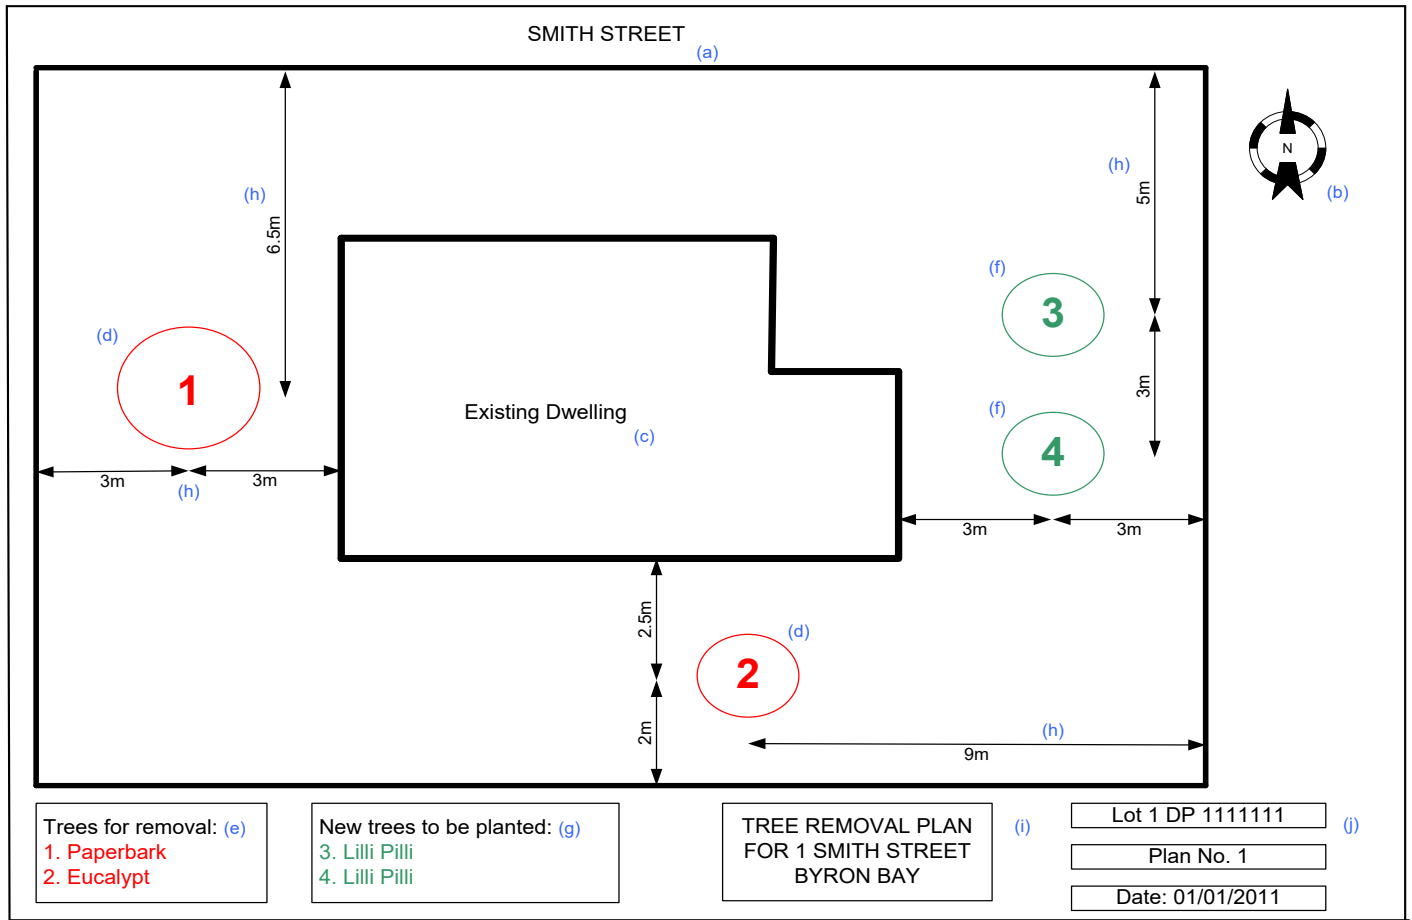 SMITH STREET
(a)
(h)
6.5m
(h)
5m
N
(b)
(f)
3
(d)
1
3m
Existing Dwelling
(c)
(f)
4
3m
(h)
3m
3m
3m
2.5m
(d)
2
2m
(h)
9m
Trees for removal: (e)
1. Paperbark
2. Eucalypt
New trees to be planted: (g)
3. Lilli Pilli
4. Lilli Pilli
TREE REMOVAL PLAN
FOR 1 SMITH STREET
BYRON BAY
(i)
Lot 1 DP 1111111
(j)
Plan No. 1
Date: 01/01/2011